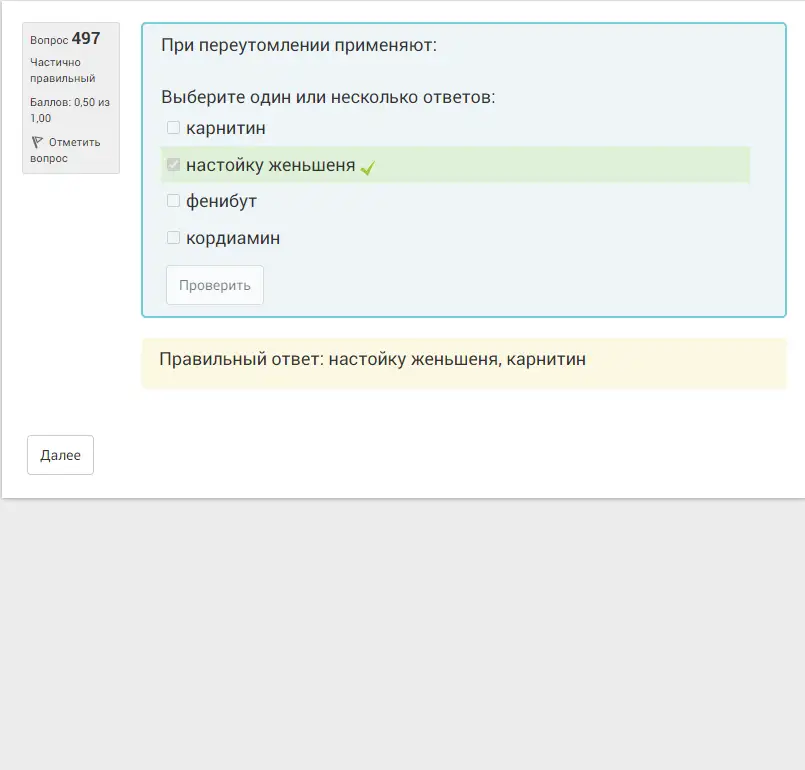 Вопрос 497
Частично
правильный
Баллов: 0,50 из
1,00
Отметить
вопрос
При переутомлении применяют:
Выберите один или несколько ответов:
карнитин
настойку женьшеня
фенибут
кордиамин
Проверить
Правильный ответ: настойку женьшеня, карнитин
Далее